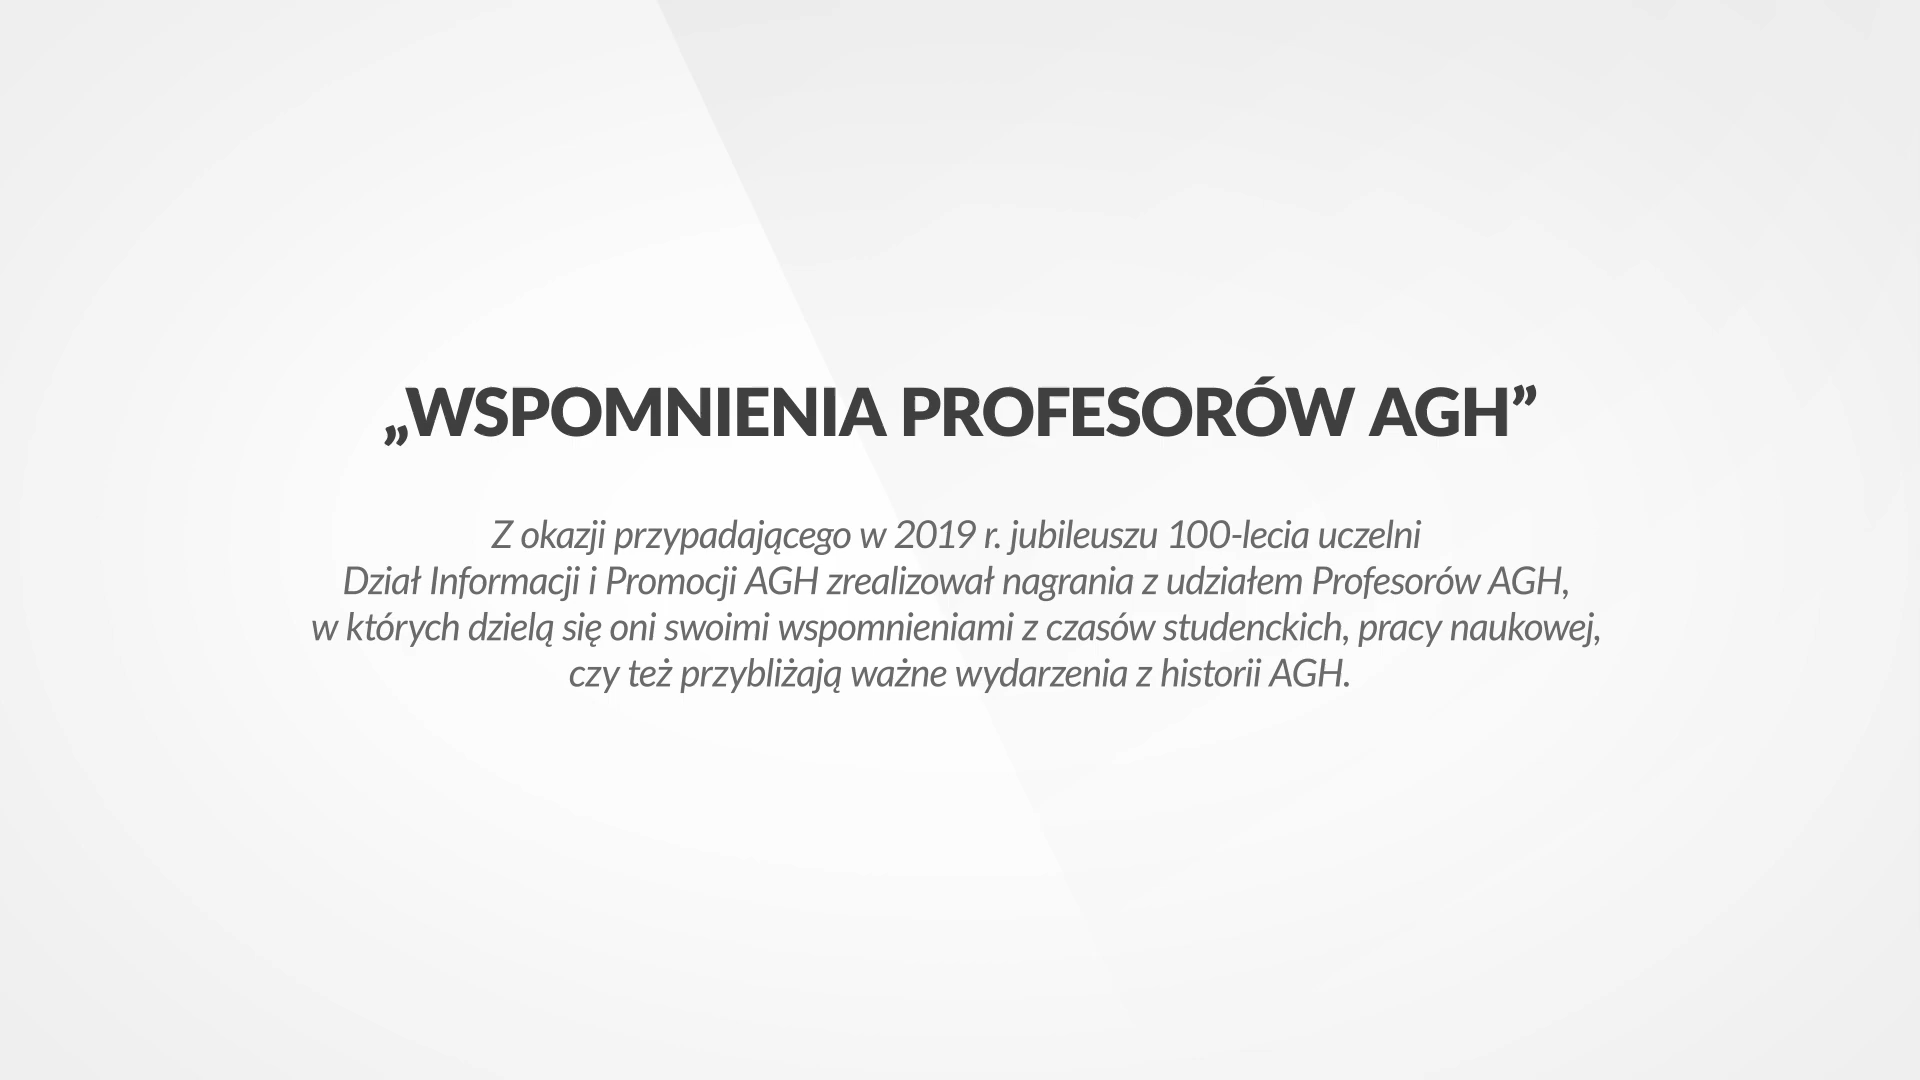 „WSPOMNIENIA PROFESORÓW AGH”
Z okazji przypadającego w 2019 r. jubileuszu 100-lecia uczelni
Dział Informacji i Promocji AGH zrealizował nagrania z udziałem Profesorów AGH,
w których dzielą się oni swoimi wspomnieniami z czasów studenckich, pracy naukowej,
czy też przybliżają ważne wydarzenia z historii AGH.